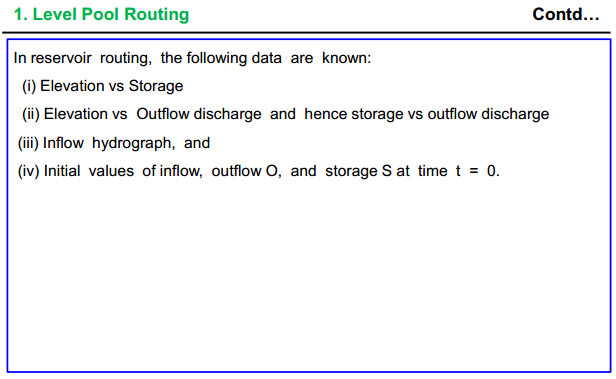 1. Level Pool Routing Contd...
In reservoir routing, the following data are known:
(i) Elevation vs Storage
(ii) Elevation vs Outflow discharge and hence storage vs outflow discharge
(iii) Inflow hydrograph, and
(iv) Initial values of inflow, outflow O, and storage S at time t = 0.